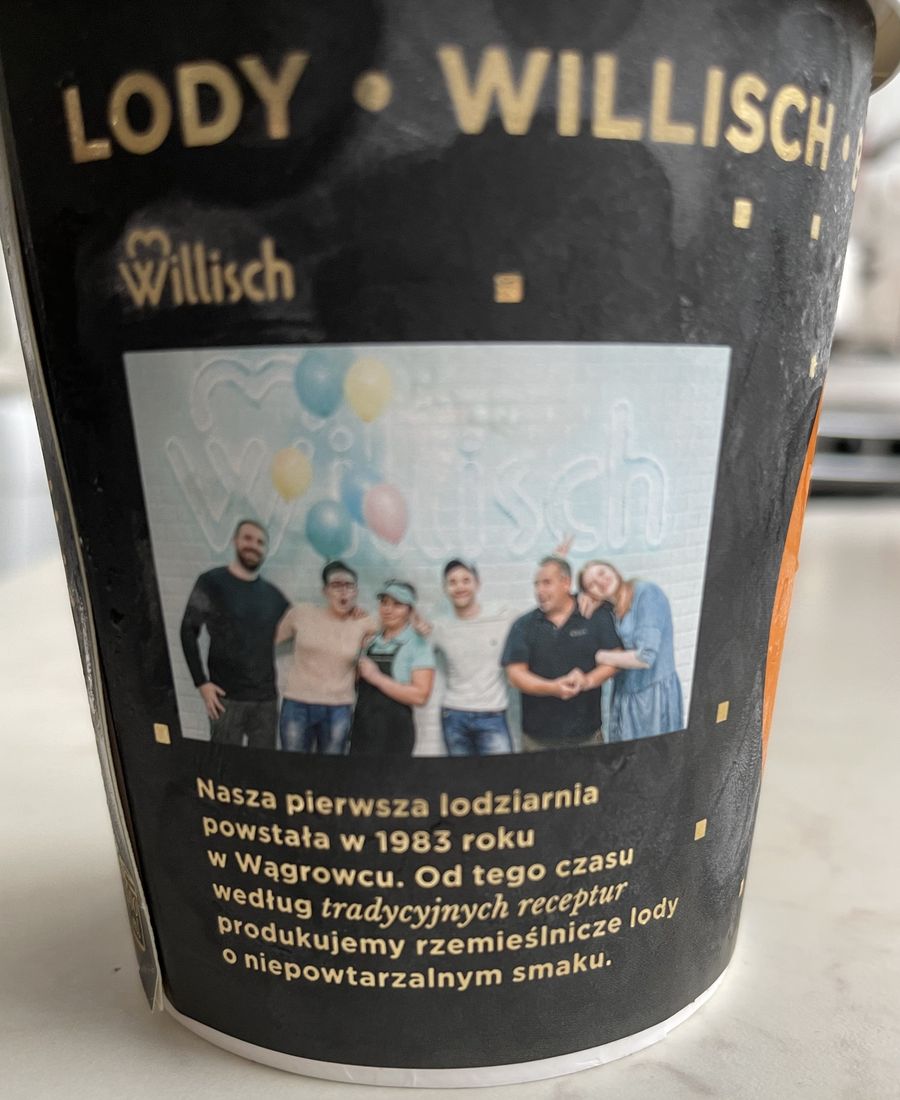 LODY • WILLISCH •
Willisch
Willisch
Nasza pierwsza lodziarnia
powstała w 1983 roku
w Wągrowcu. Od tego czasu
według tradycyjnych receptur
produkujemy rzemieślnicze lody
o niepowtarzalnym smaku.